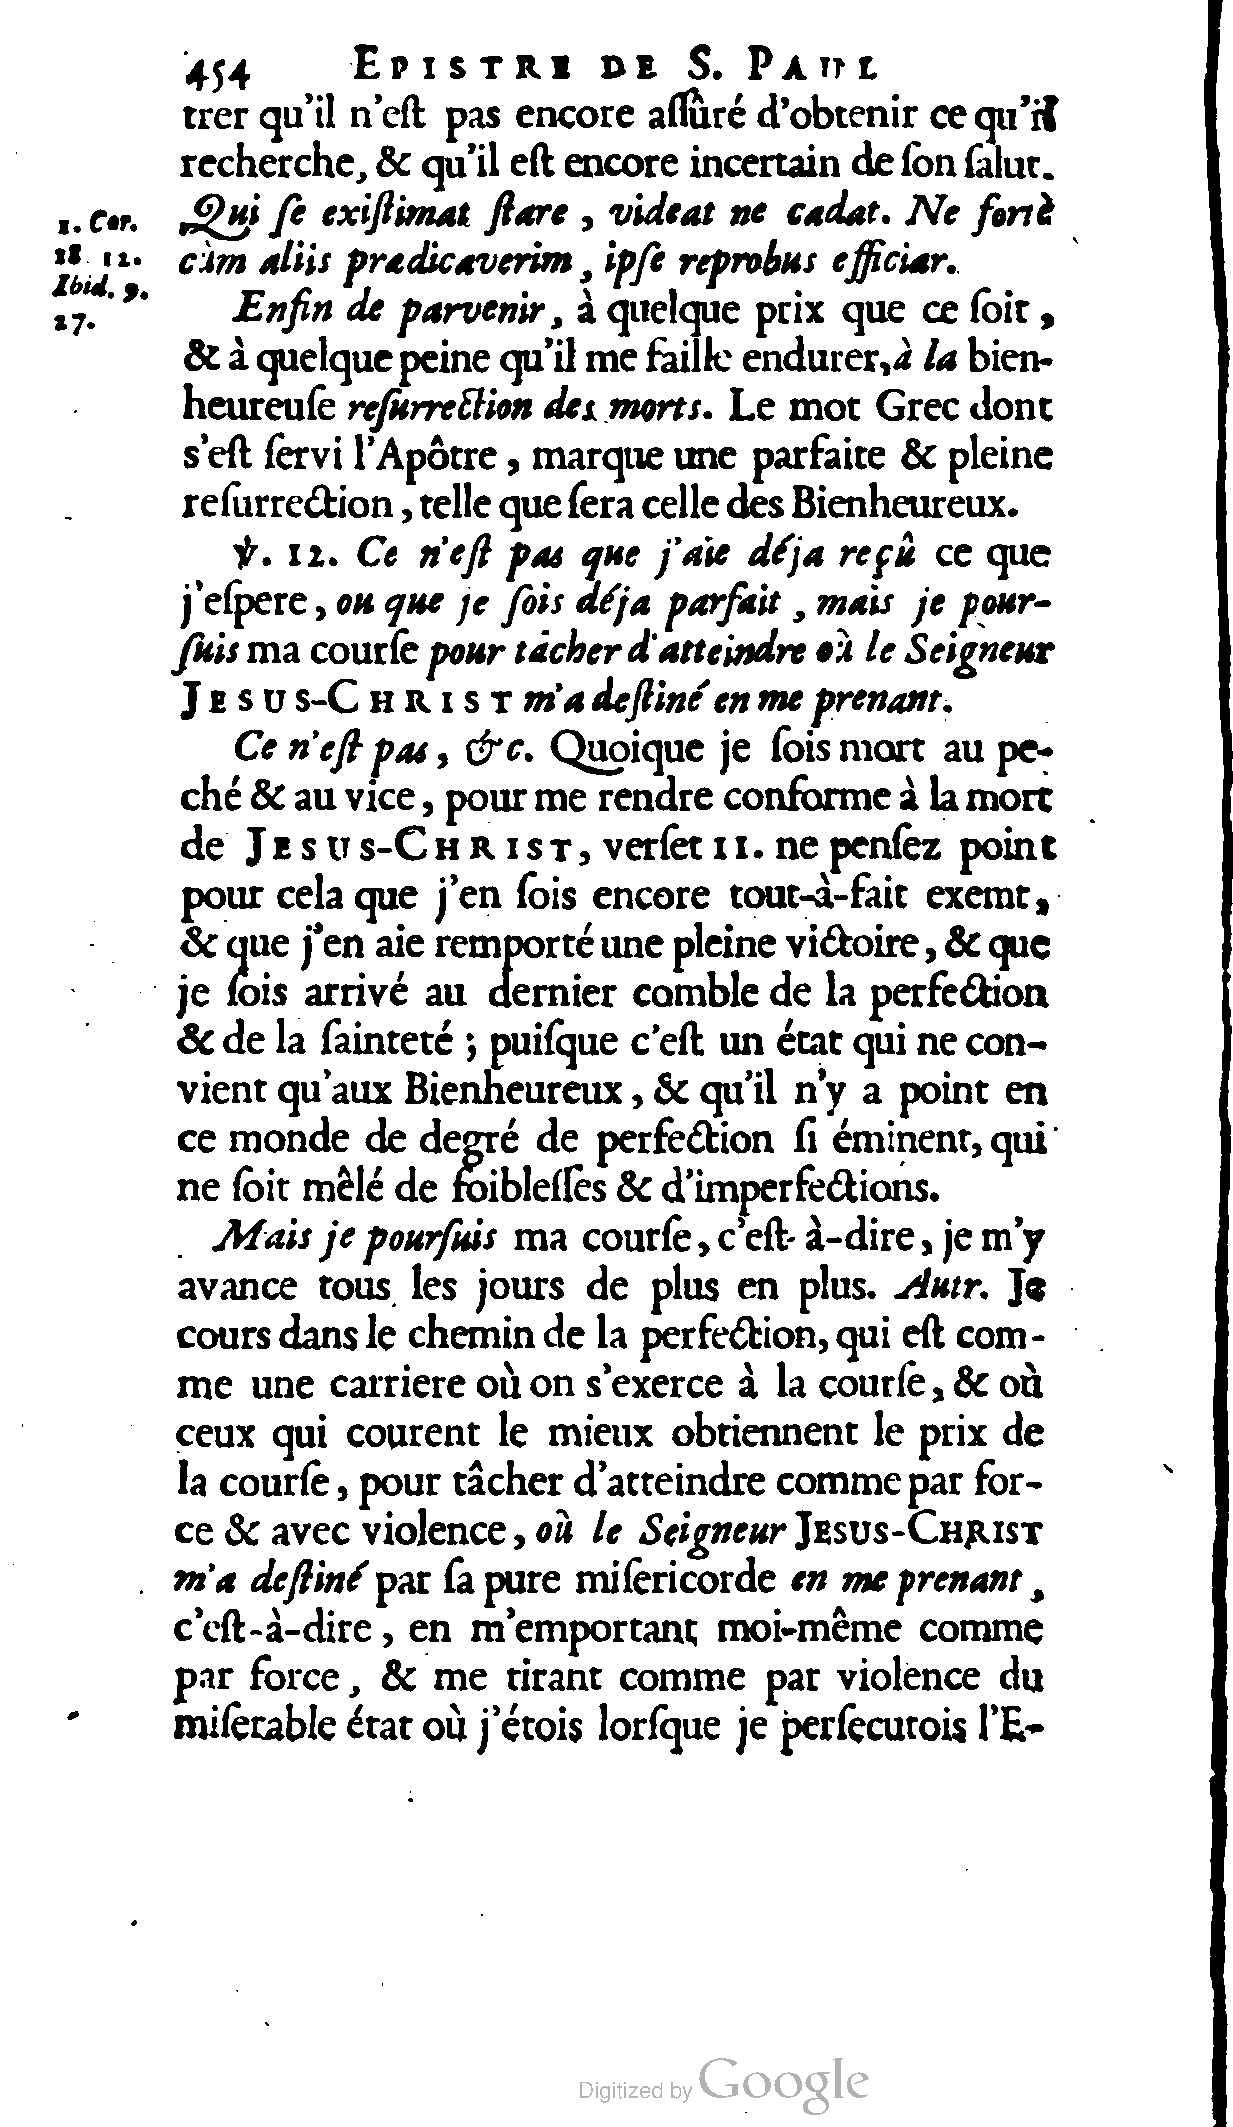 454 EPISTRE DE S. PAUL
trer qu'il n'eſt pas encore aſſûré d'obtenir ce qu'il
recherche, & qu'il eſt encore incertain de ſon ſalut.
1. Cor. Qui ſe exiſtimat ſtare, videat ne cadat. Ne fortè
18. 12. cùm aliis prædicaverim, ipſe reprobus efficiar.
Ibid. 9.
27.
Enfin de parvenir, à quelque prix que ce ſoit,
& à quelque peine qu'il me faille endurer, à la bien-
heureuſe reſurrection des morts. Le mot Grec dont
s'eſt ſervi l'Apôtre, marque une parfaite & pleine
reſurrection, telle que ſera celle des Bienheureux.
℣. 12. Ce n'eſt pas que j'aie déja reçû ce que
j'eſpere, ou que je ſois déja parfait, mais je pour-
ſuis ma courſe pour tâcher d'atteindre où le Seigneur
JESUS-CHRIST m'a deſtiné en me prenant.
Ce n'eſt pas, &c. Quoique je ſois mort au pe-
ché & au vice, pour me rendre conforme à la mort
de JESUS-CHRIST, verſet 11. ne penſez point
pour cela que j'en ſois encore tout-à-fait exemt,
& que j'en aie remporté une pleine victoire, & que
je ſois arrivé au dernier comble de la perfection
& de la ſainteté ; puiſque c'eſt un état qui ne con-
vient qu'aux Bienheureux, & qu'il n'y a point en
ce monde de degré de perfection ſi éminent, qui
ne ſoit mêlé de foibleſſes & d'imperfections.
Mais je pourſuis ma courſe, c'eſt-à-dire, je m'y
avance tous les jours de plus en plus. Autr. Je
cours dans le chemin de la perfection, qui eſt com-
me une carriere où on s'exerce à la courſe, & où
ceux qui courent le mieux obtiennent le prix de
la courſe, pour tâcher d'atteindre comme par for-
ce & avec violence, où le Seigneur JESUS-CHRIST
m'a deſtiné par ſa pure miſericorde en me prenant,
c'eſt-à-dire, en m'emportant moi-même comme
par force, & me tirant comme par violence du
miſerable état où j'étois lorſque je perſecutois l'E-
Digitized by Google